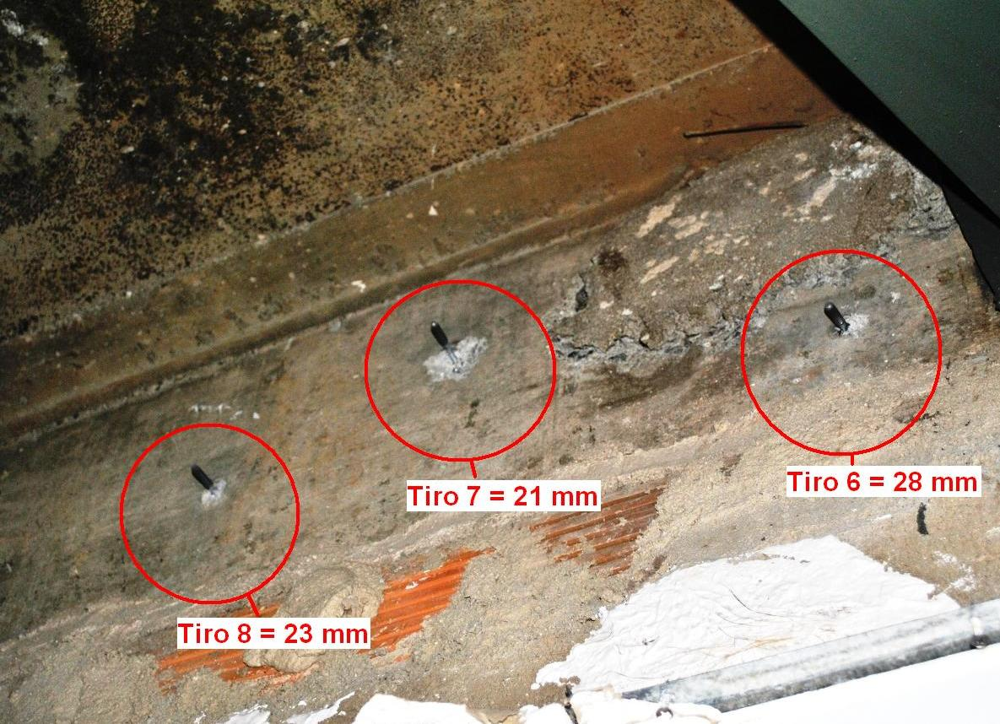 Tiro 6 = 28 mm
Tiro 7 = 21 mm
Tiro 8 = 23 mm